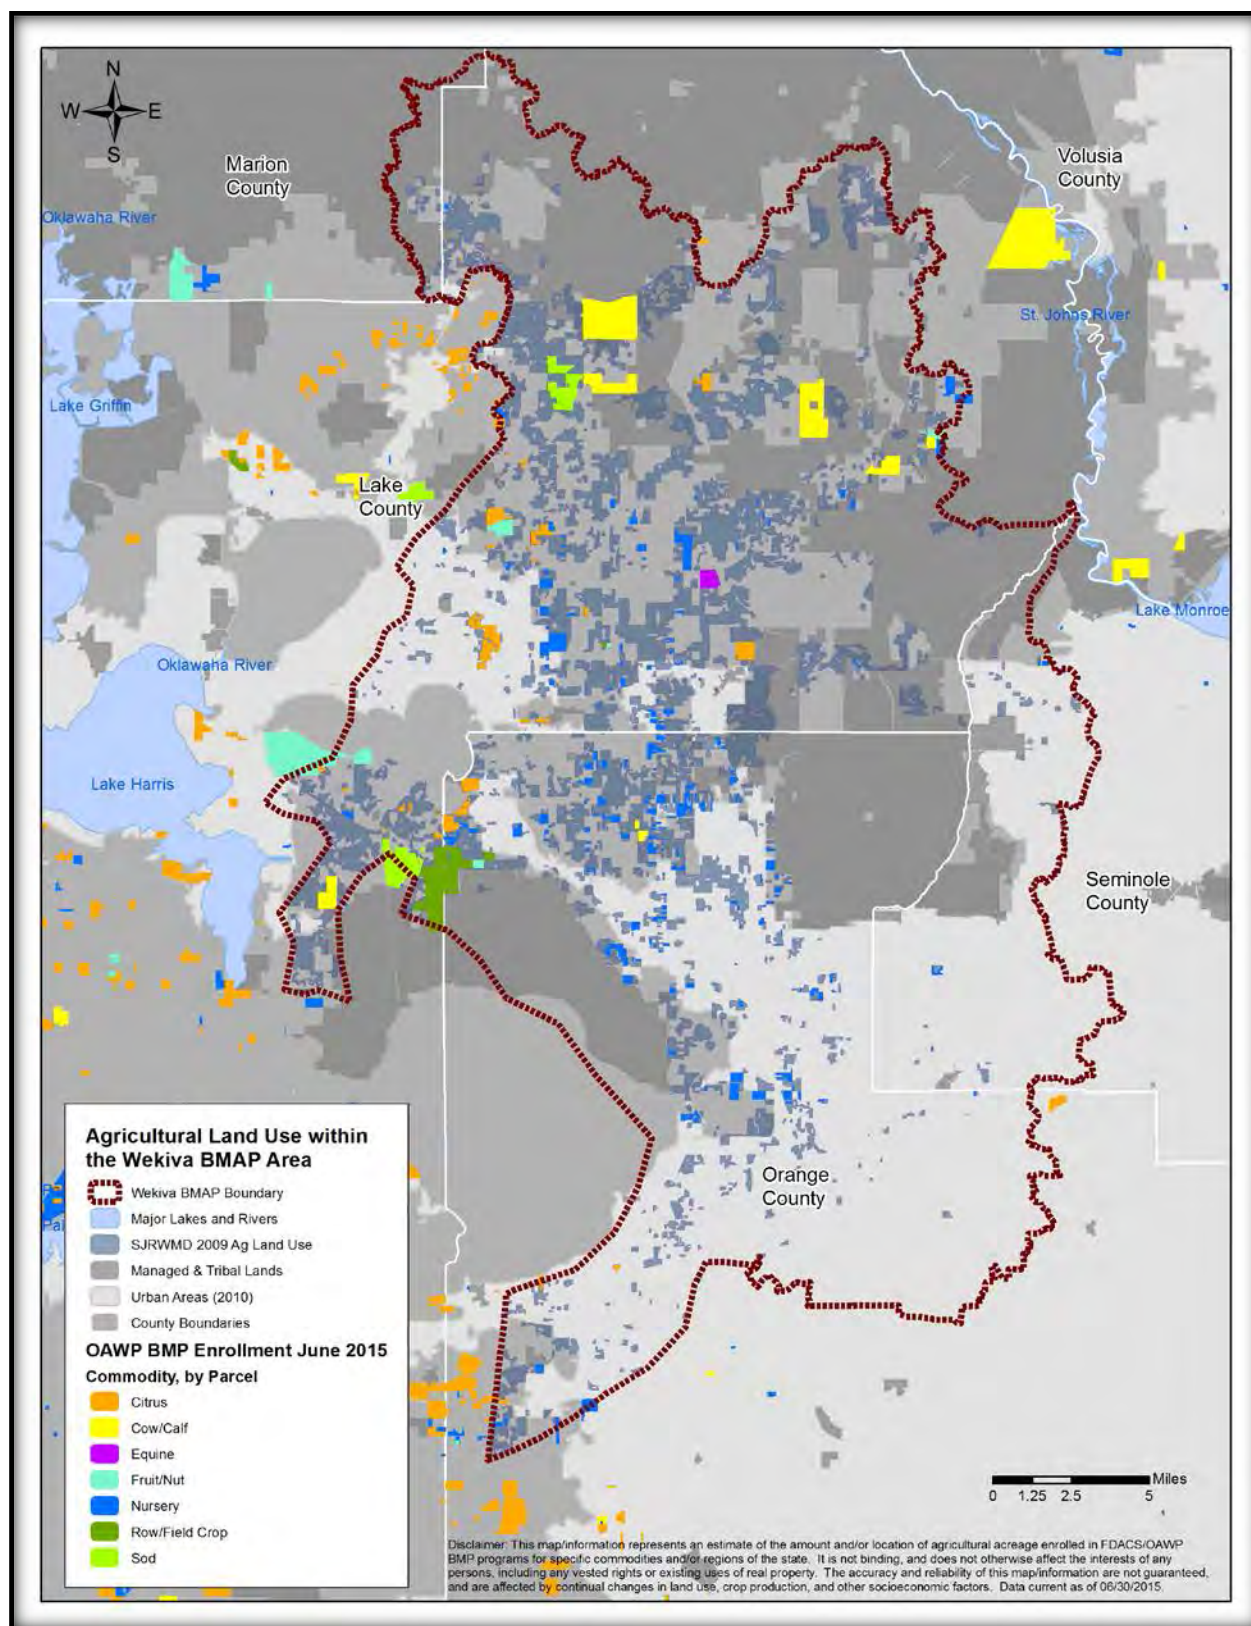 N
W E
S
Marion
County
Volusia
County
Oklawaha River
St. Johns River
Lake Griffin
Lake
County
Lake Monroe
Oklawaha River
Lake Harris
Seminole
County
Orange
County
Agricultural Land Use within
the Wekiva BMAP Area
Wekiva BMAP Boundary
Major Lakes and Rivers
SJRWMD 2009 Ag Land Use
Managed & Tribal Lands
Urban Areas (2010)
County Boundaries
OAWP BMP Enrollment June 2015
Commodity, by Parcel
Citrus
Cow/Calf
Equine
Fruit/Nut
Nursery
Row/Field Crop
Sod
Miles
0 1.25 2.5 5
Disclaimer: This map/information represents an estimate of the amount and/or location of agricultural acreage enrolled in FDACS/OAWP
BMP programs for specific commodities and/or regions of the state. It is not binding, and does not otherwise affect the interests of any
persons, including any vested rights or existing uses of real property. The accuracy and reliability of this map/information are not guaranteed,
and are affected by continual changes in land use, crop production, and other socioeconomic factors. Data current as of 06/30/2015.